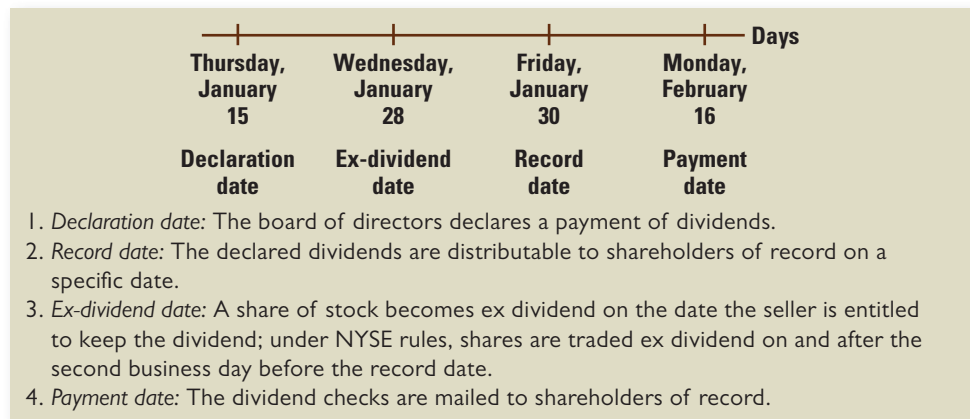 Days
Thursday,
January
15
Wednesday,
January
28
Friday,
January
30
Monday,
February
16
Declaration
date
Ex-dividend
date
Record
date
Payment
date
1. Declaration date: The board of directors declares a payment of dividends.
2. Record date: The declared dividends are distributable to shareholders of record on a
specific date.
3. Ex-dividend date: A share of stock becomes ex dividend on the date the seller is entitled
to keep the dividend; under NYSE rules, shares are traded ex dividend on and after the
second business day before the record date.
4. Payment date: The dividend checks are mailed to shareholders of record.